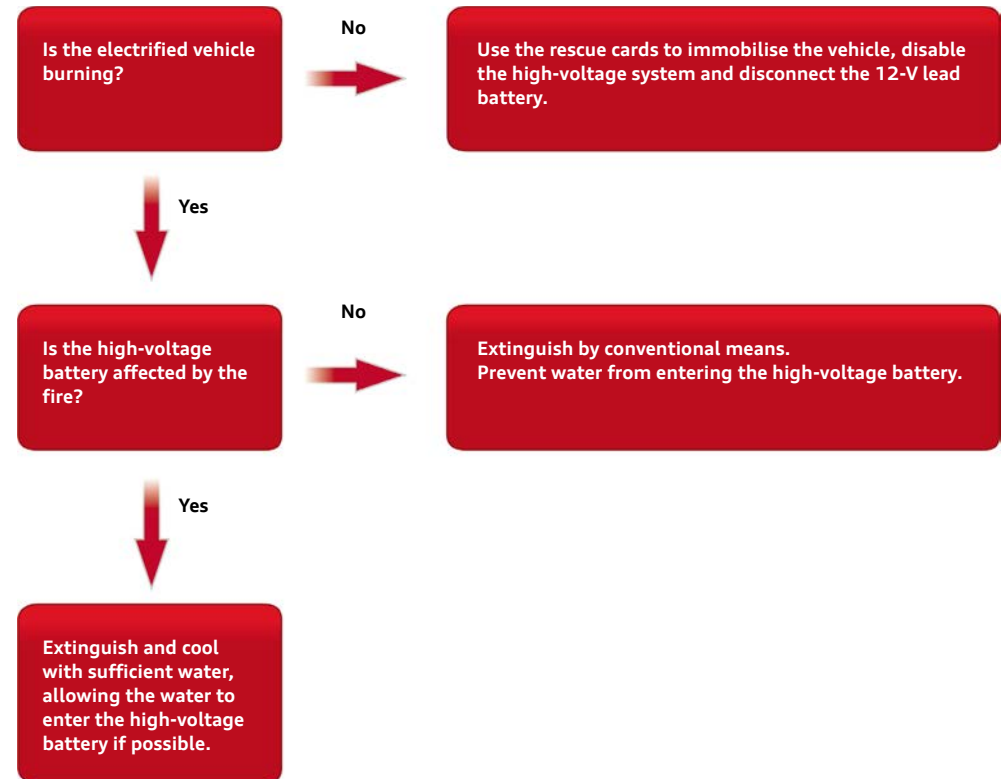 Is the electrified vehicle
burning?
No
Use the rescue cards to immobilise the vehicle, disable
the high-voltage system and disconnect the 12-V lead
battery.
Yes
Is the high-voltage
battery affected by the
fire?
No
Extinguish by conventional means.
Prevent water from entering the high-voltage battery.
Yes
Extinguish and cool
with sufficient water,
allowing the water to
enter the high-voltage
battery if possible.